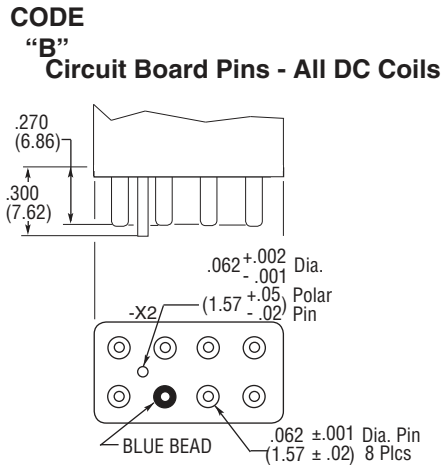 CODE
“B”
Circuit Board Pins - All DC Coils
.270
(6.86)
.300
(7.62)
.062 +.002 - .001 Dia.
(1.57 +.05 - .02) Polar Pin
-X2
BLUE BEAD
.062 ±.001 Dia. Pin
(1.57 ± .02) 8 Plcs